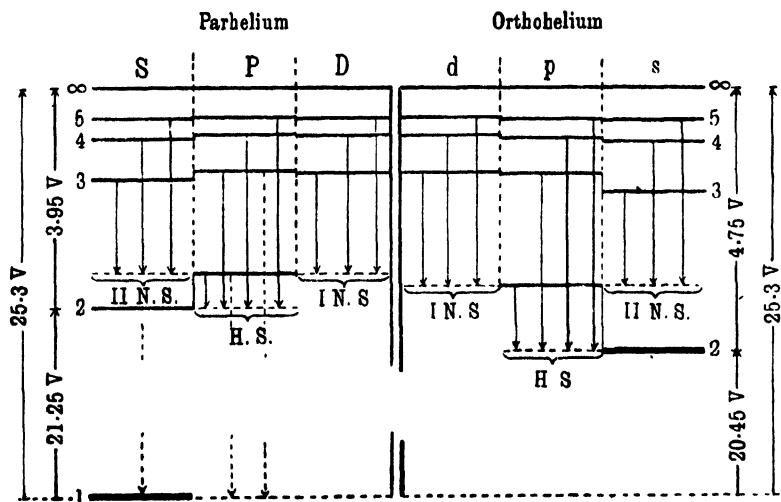 Parhelium Orthohelium
S P D d p s
∞ ∞
5 5
4 4
3 3
II N. S. I N. S I N S II N. S.
2 2
H. S. H S
1
25·3 V 3·95 V 21·25 V 4·75 V 20·45 V 25·3 V